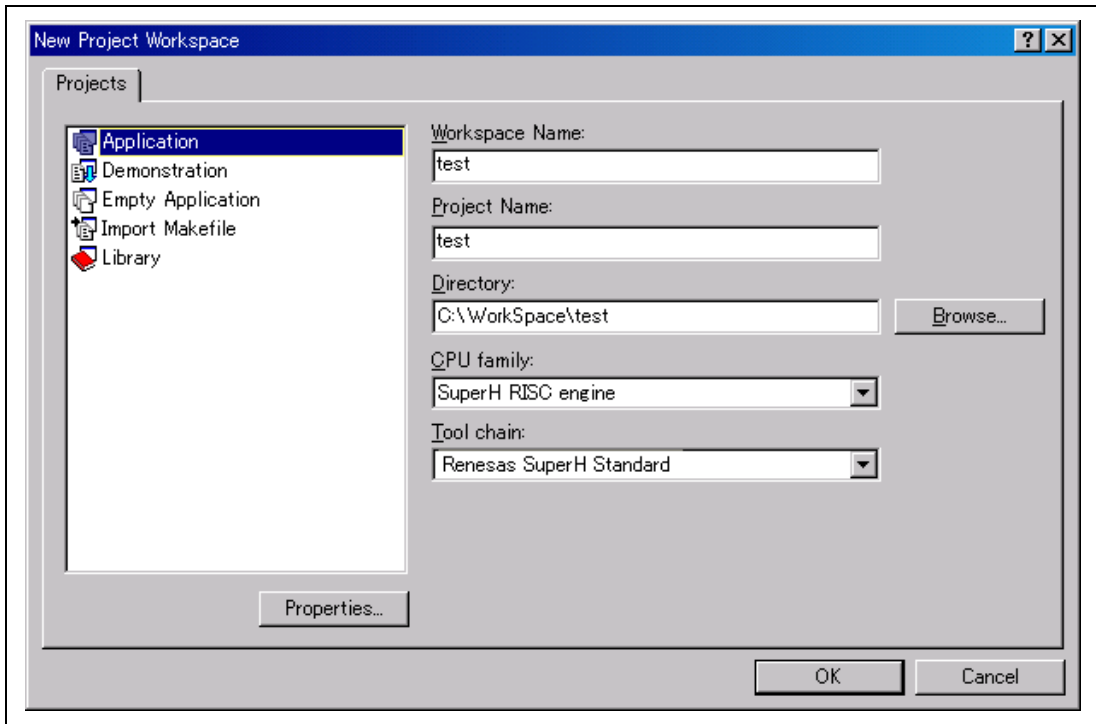 New Project Workspace
Projects
Application
Demonstration
Empty Application
Import Makefile
Library
Properties...
Workspace Name:
test
Project Name:
test
Directory:
C:\WorkSpace\test
Browse...
CPU family:
SuperH RISC engine
Tool chain:
Renesas SuperH Standard
OK
Cancel